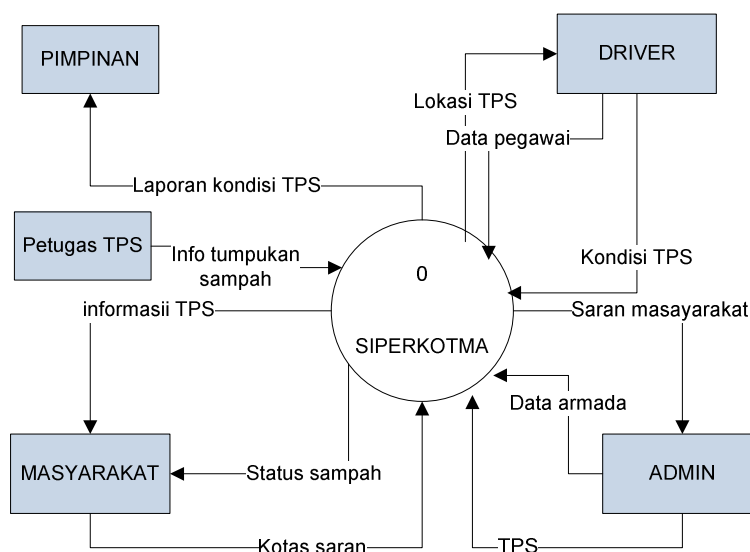 PIMPINAN
DRIVER
Lokasi TPS
Data pegawai
Laporan kondisi TPS
Petugas TPS
Info tumpukan
sampah
Kondisi TPS
0
informasii TPS
Saran masayarakat
SIPERKOTMA
Data armada
MASYARAKAT
Status sampah
ADMIN
Kotas saran
TPS